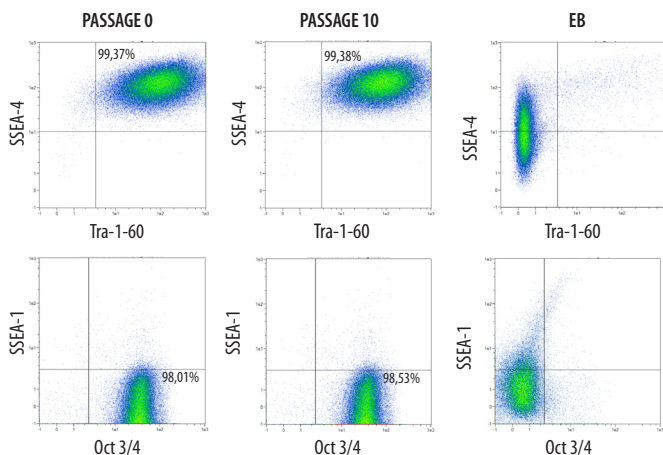 PASSAGE 0 PASSAGE 10 EB
99,37% 99,38%
SSEA-4 SSEA-4 SSEA-4
Tra-1-60 Tra-1-60 Tra-1-60
98,01% 98,53%
SSEA-1 SSEA-1 SSEA-1
Oct 3/4 Oct 3/4 Oct 3/4